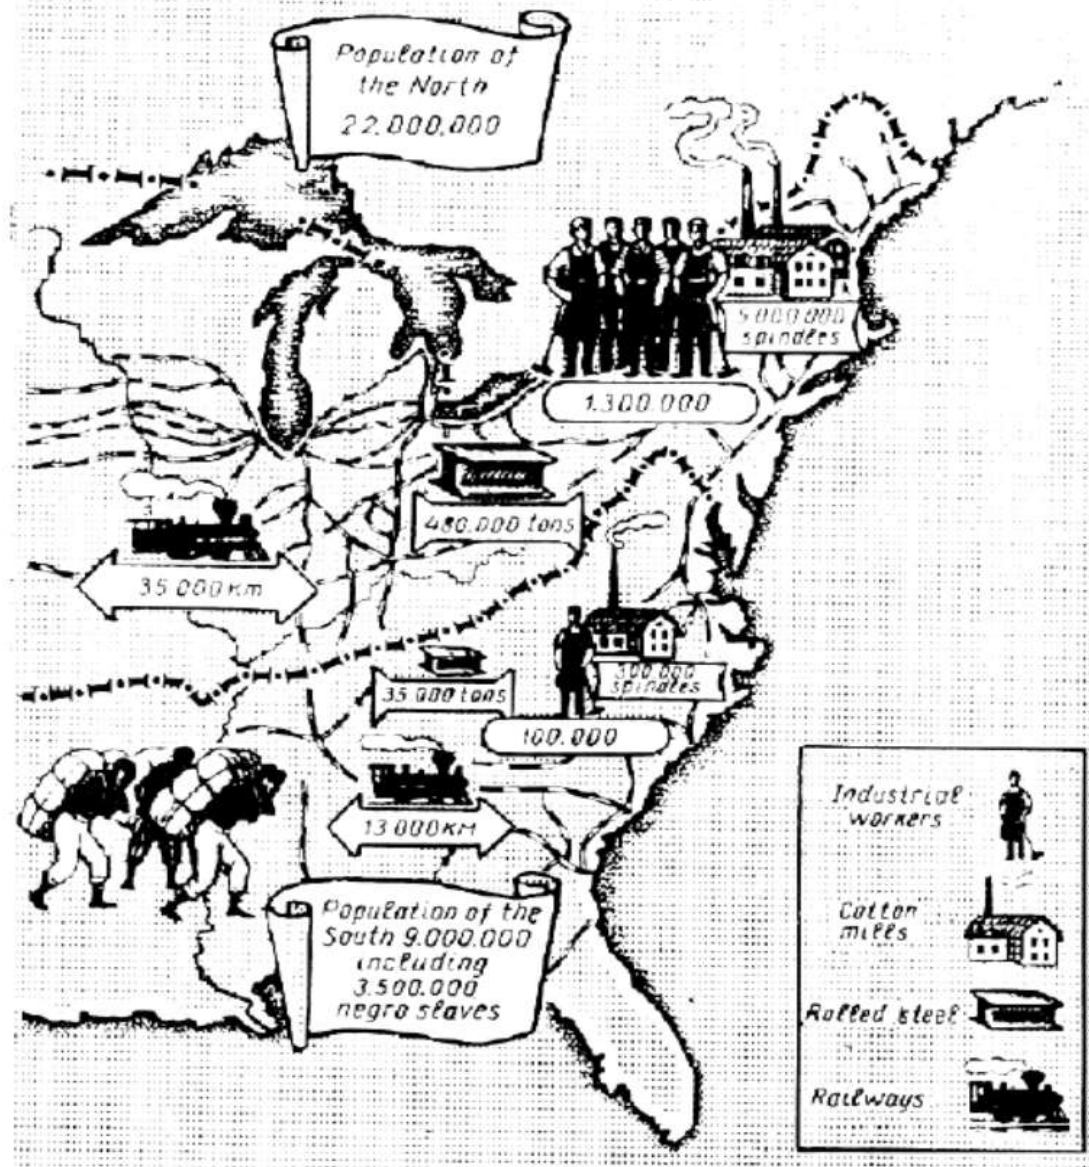 Population of
the North
22.000.000
5.000.000
spindles
1.300.000
480.000 tons
35 000 км
300.000
spindles
35 000 tons
100.000
13 000 KM
Population of the
South 9.000.000
including
3.500.000
negro slaves
Industrial
workers
Cotton
mills
Rolled steel
Railways